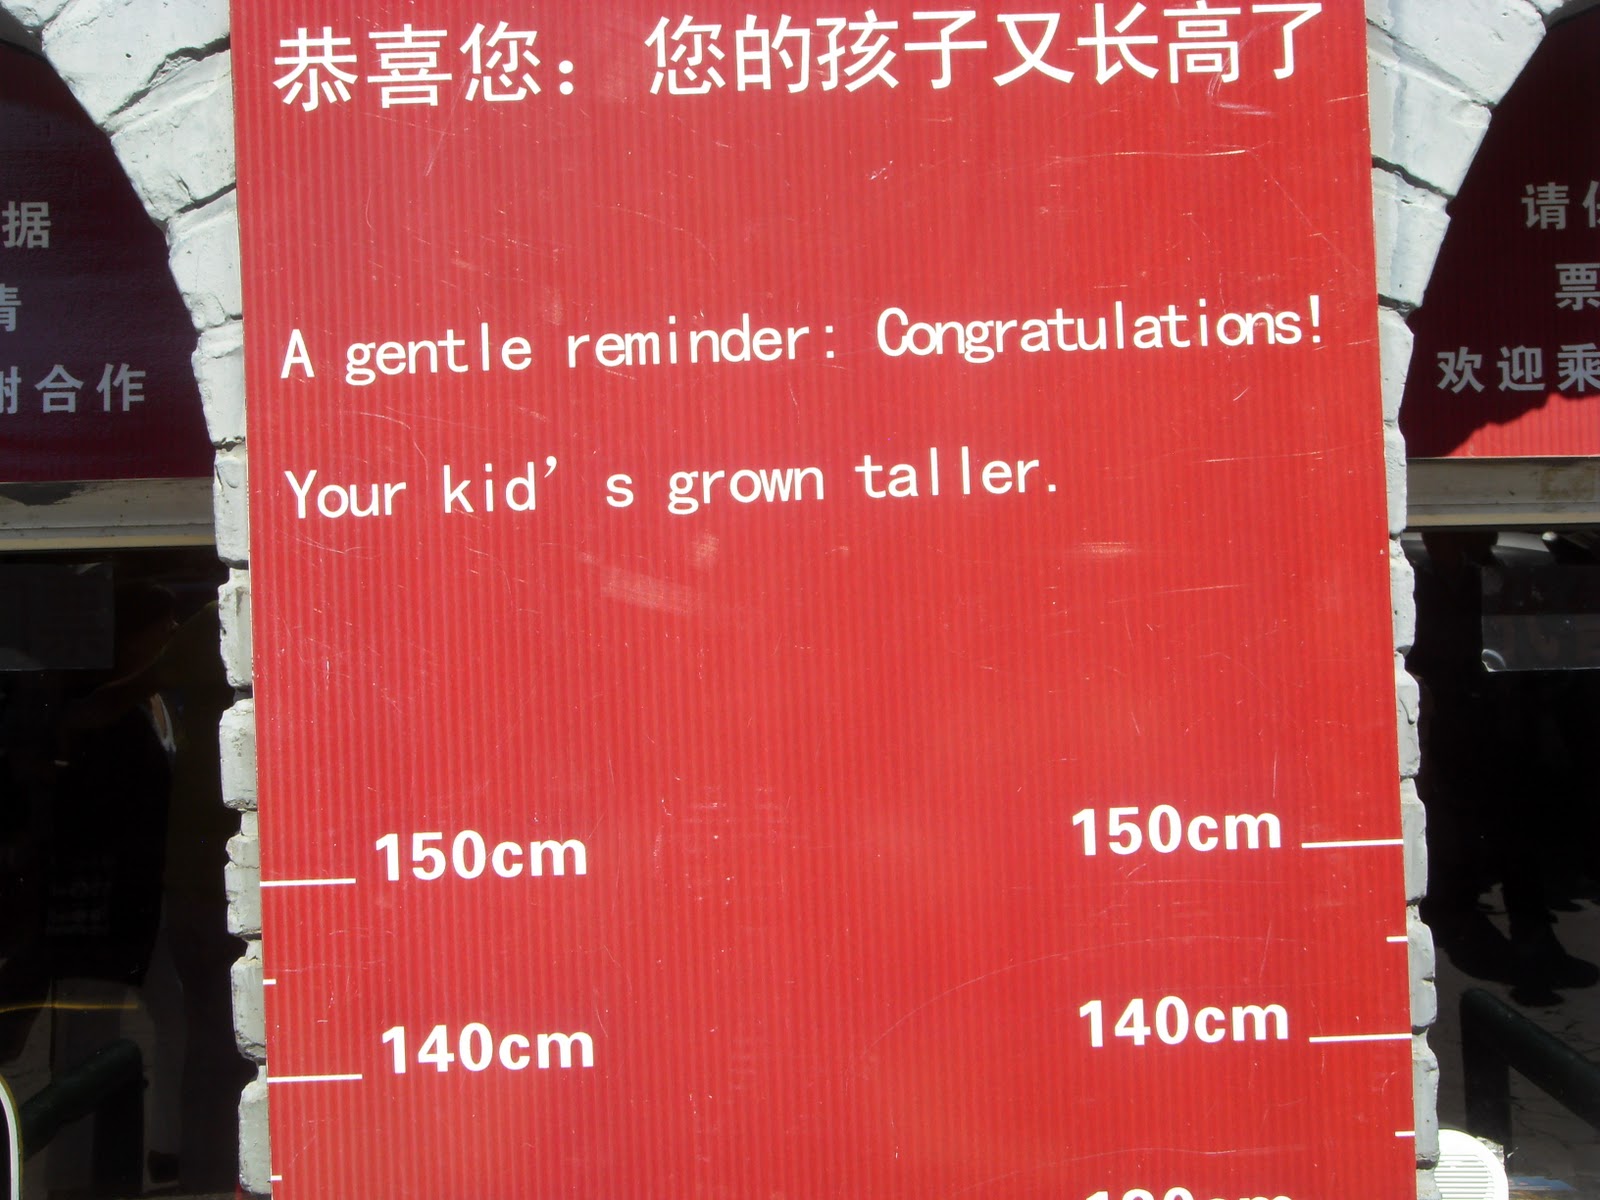 恭喜您：您的孩子又长高了
据
请
谢合作
请
票
欢迎乘
A gentle reminder: Congratulations!
Your kid's grown taller.
150cm 150cm
140cm 140cm